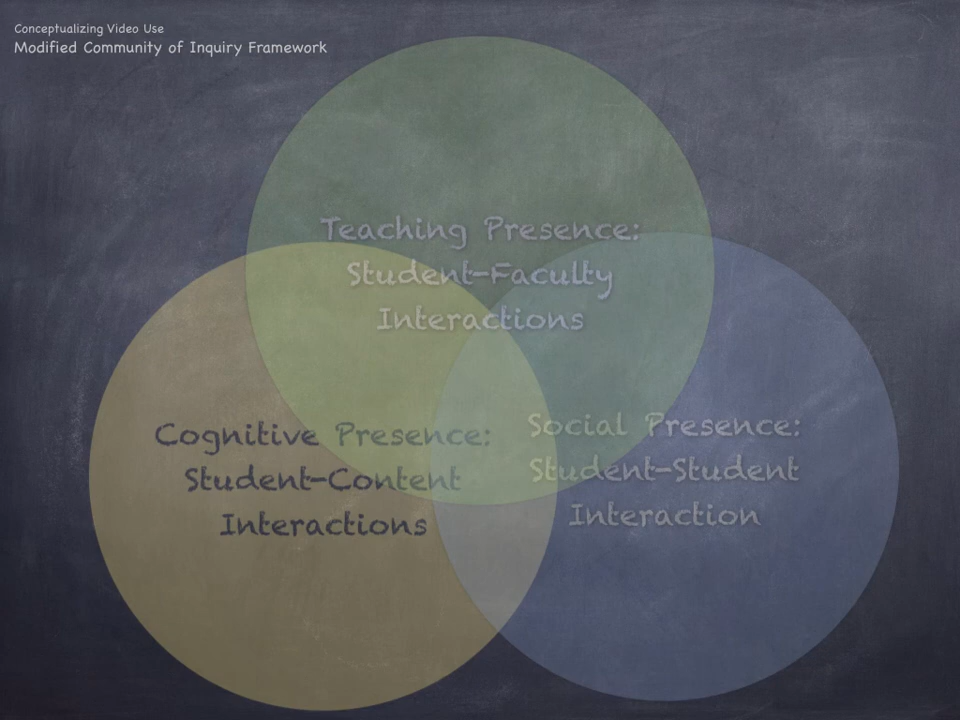 Conceptualizing Video Use
Modified Community of Inquiry Framework
Teaching Presence:
Student-Faculty
Interactions
Cognitive Presence:
Student-Content
Interactions
Social Presence:
Student-Student
Interaction